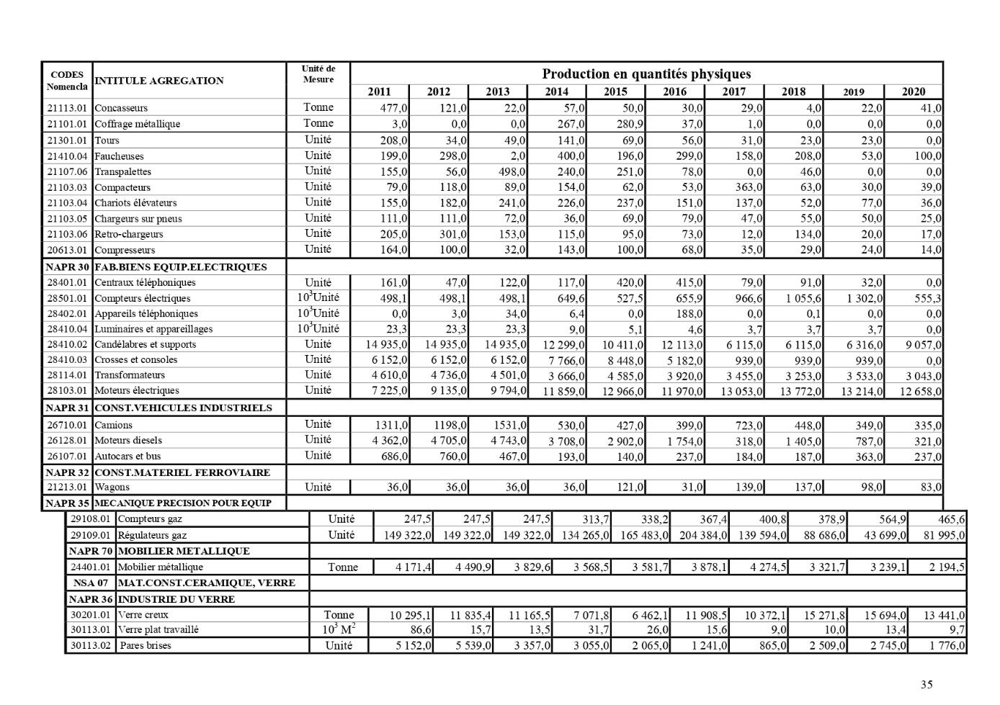 CODES Nomencla INTITULE AGREGATION Unité de Mesure Production en quantités physiques
2011 2012 2013 2014 2015 2016 2017 2018 2019 2020
21113.01 Concasseurs Tonne 477,0 121,0 22,0 57,0 50,0 30,0 29,0 4,0 22,0 41,0
21101.01 Coffrage métallique Tonne 3,0 0,0 0,0 267,0 280,9 37,0 1,0 0,0 0,0 0,0
21301.01 Tours Unité 208,0 34,0 49,0 141,0 69,0 56,0 31,0 23,0 23,0 0,0
21410.04 Faucheuses Unité 199,0 298,0 2,0 400,0 196,0 299,0 158,0 208,0 53,0 100,0
21107.06 Transpalettes Unité 155,0 56,0 498,0 240,0 251,0 78,0 0,0 46,0 0,0 0,0
21103.03 Compacteurs Unité 79,0 118,0 89,0 154,0 62,0 53,0 363,0 63,0 30,0 39,0
21103.04 Chariots élévateurs Unité 155,0 182,0 241,0 226,0 237,0 151,0 137,0 52,0 77,0 36,0
21103.05 Chargeurs sur pneus Unité 111,0 111,0 72,0 36,0 69,0 79,0 47,0 55,0 50,0 25,0
21103.06 Retro-chargeurs Unité 205,0 301,0 153,0 115,0 95,0 73,0 12,0 134,0 20,0 17,0
20613.01 Compresseurs Unité 164,0 100,0 32,0 143,0 100,0 68,0 35,0 29,0 24,0 14,0
NAPR 30 FAB.BIENS EQUIP.ELECTRIQUES
28401.01 Centraux téléphoniques Unité 161,0 47,0 122,0 117,0 420,0 415,0 79,0 91,0 32,0 0,0
28501.01 Compteurs électriques 10³Unité 498,1 498,1 498,1 649,6 527,5 655,9 966,6 1 055,6 1 302,0 555,3
28402.01 Appareils téléphoniques 10³Unité 0,0 3,0 34,0 6,4 0,0 188,0 0,0 0,1 0,0 0,0
28410.04 Luminaires et appareillages 10³Unité 23,3 23,3 23,3 9,0 5,1 4,6 3,7 3,7 3,7 0,0
28410.02 Candélabres et supports Unité 14 935,0 14 935,0 14 935,0 12 299,0 10 411,0 12 113,0 6 115,0 6 115,0 6 316,0 9 057,0
28410.03 Crosses et consoles Unité 6 152,0 6 152,0 6 152,0 7 766,0 8 448,0 5 182,0 939,0 939,0 939,0 0,0
28114.01 Transformateurs Unité 4 610,0 4 736,0 4 501,0 3 666,0 4 585,0 3 920,0 3 455,0 3 253,0 3 533,0 3 043,0
28103.01 Moteurs électriques Unité 7 225,0 9 135,0 9 794,0 11 859,0 12 966,0 11 970,0 13 053,0 13 772,0 13 214,0 12 658,0
NAPR 31 CONST.VEHICULES INDUSTRIELS
26710.01 Camions Unité 1311,0 1198,0 1531,0 530,0 427,0 399,0 723,0 448,0 349,0 335,0
26128.01 Moteurs diesels Unité 4 362,0 4 705,0 4 743,0 3 708,0 2 902,0 1 754,0 318,0 1 405,0 787,0 321,0
26107.01 Autocars et bus Unité 686,0 760,0 467,0 193,0 140,0 237,0 184,0 187,0 363,0 237,0
NAPR 32 CONST.MATERIEL FERROVIAIRE
21213.01 Wagons Unité 36,0 36,0 36,0 36,0 121,0 31,0 139,0 137,0 98,0 83,0
NAPR 35 MECANIQUE PRECISION POUR EQUIP
29108.01 Compteurs gaz Unité 247,5 247,5 247,5 313,7 338,2 367,4 400,8 378,9 564,9 465,6
29109.01 Régulateurs gaz Unité 149 322,0 149 322,0 149 322,0 134 265,0 165 483,0 204 384,0 139 594,0 88 686,0 43 699,0 81 995,0
NAPR 70 MOBILIER METALLIQUE
24401.01 Mobilier métallique Tonne 4 171,4 4 490,9 3 829,6 3 568,5 3 581,7 3 878,1 4 274,5 3 321,7 3 239,1 2 194,5
NSA 07 MAT.CONST.CERAMIQUE, VERRE
NAPR 36 INDUSTRIE DU VERRE
30201.01 Verre creux Tonne 10 295,1 11 835,4 11 165,5 7 071,8 6 462,1 11 908,5 10 372,1 15 271,8 15 694,0 13 441,0
30113.01 Verre plat travaillé 10³ M² 86,6 15,7 13,5 31,7 26,0 15,6 9,0 10,0 13,4 9,7
30113.02 Pares brises Unité 5 152,0 5 539,0 3 357,0 3 055,0 2 065,0 1 241,0 865,0 2 509,0 2 745,0 1 776,0
35